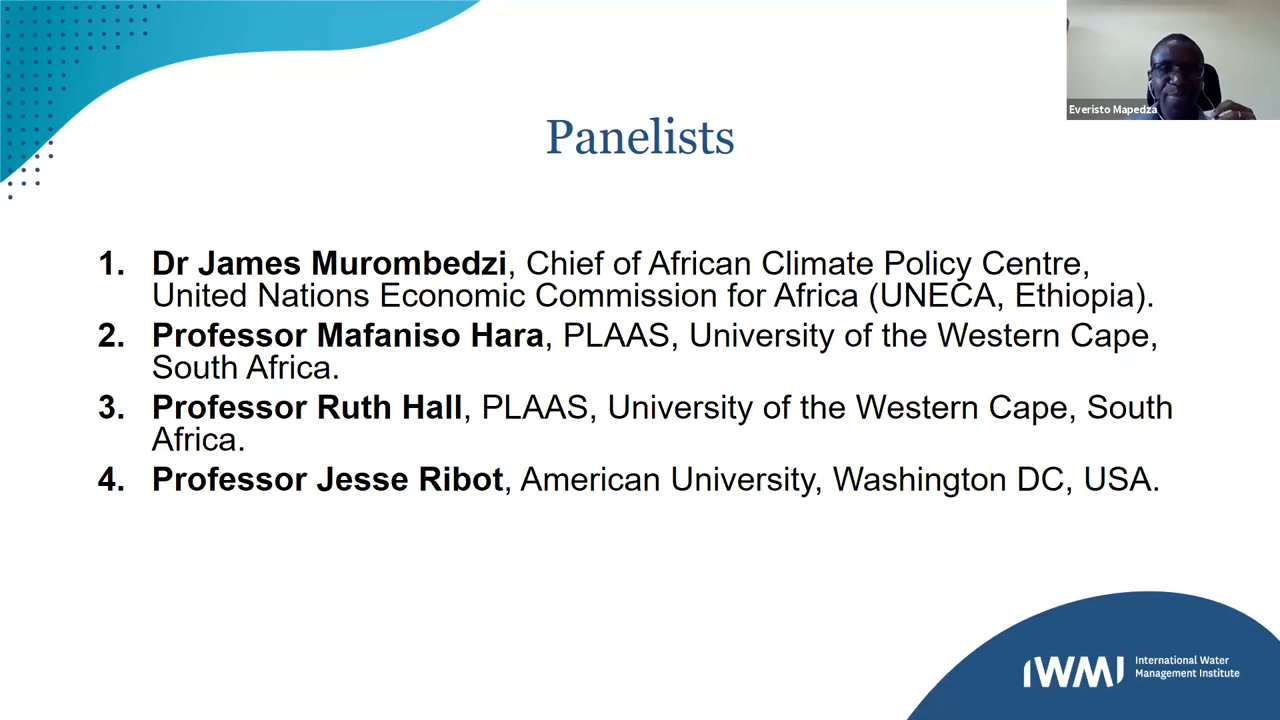 Everisto Mapedza
Panelists
1. Dr James Murombedzi, Chief of African Climate Policy Centre,
United Nations Economic Commission for Africa (UNECA, Ethiopia).
2. Professor Mafaniso Hara, PLAAS, University of the Western Cape,
South Africa.
3. Professor Ruth Hall, PLAAS, University of the Western Cape, South
Africa.
4. Professor Jesse Ribot, American University, Washington DC, USA.
IWMI
International Water
Management Institute